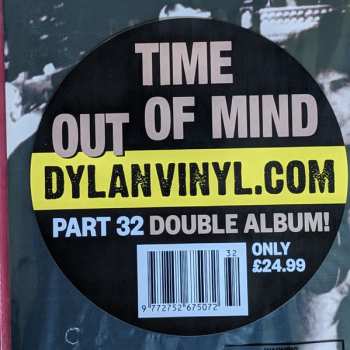 TIME
OUT OF MIND
DYLANVINYL.COM
PART 32 DOUBLE ALBUM!
32
ONLY
£24.99
9 772752 675072